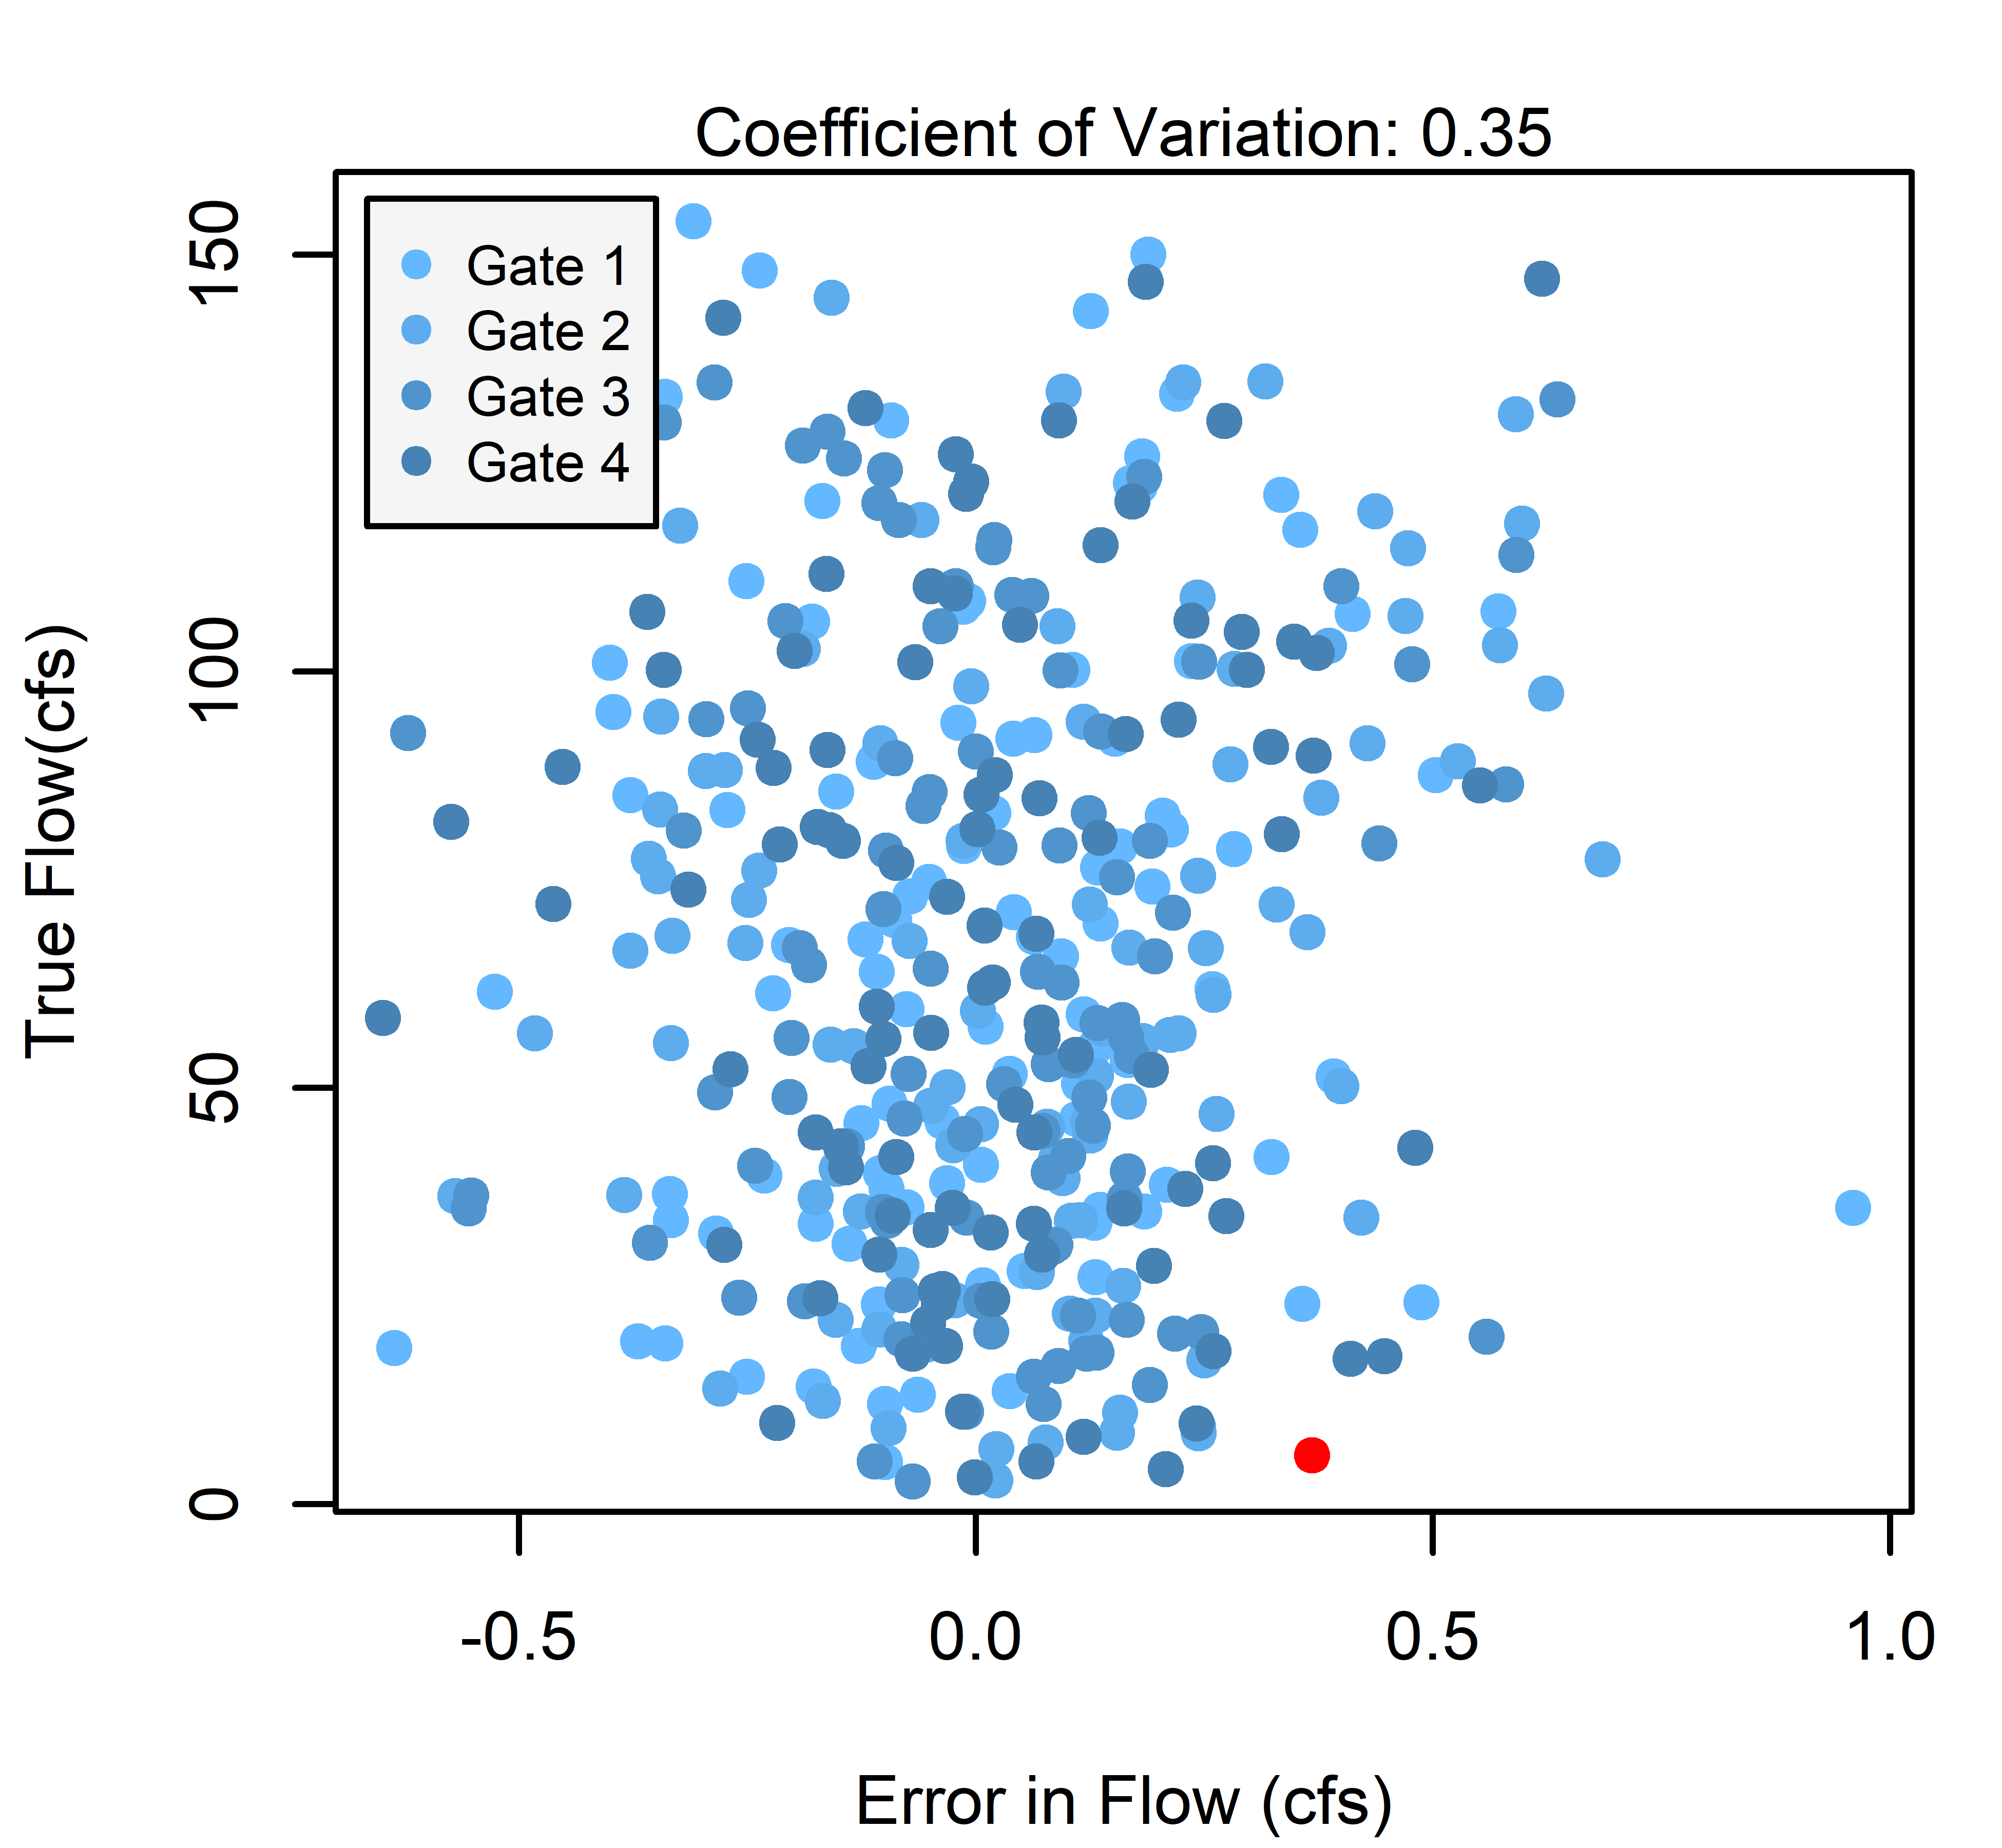 Coefficient of Variation: 0.35
True Flow(cfs)
150
100
50
0
Gate 1
Gate 2
Gate 3
Gate 4
-0.5 0.0 0.5 1.0
Error in Flow (cfs)